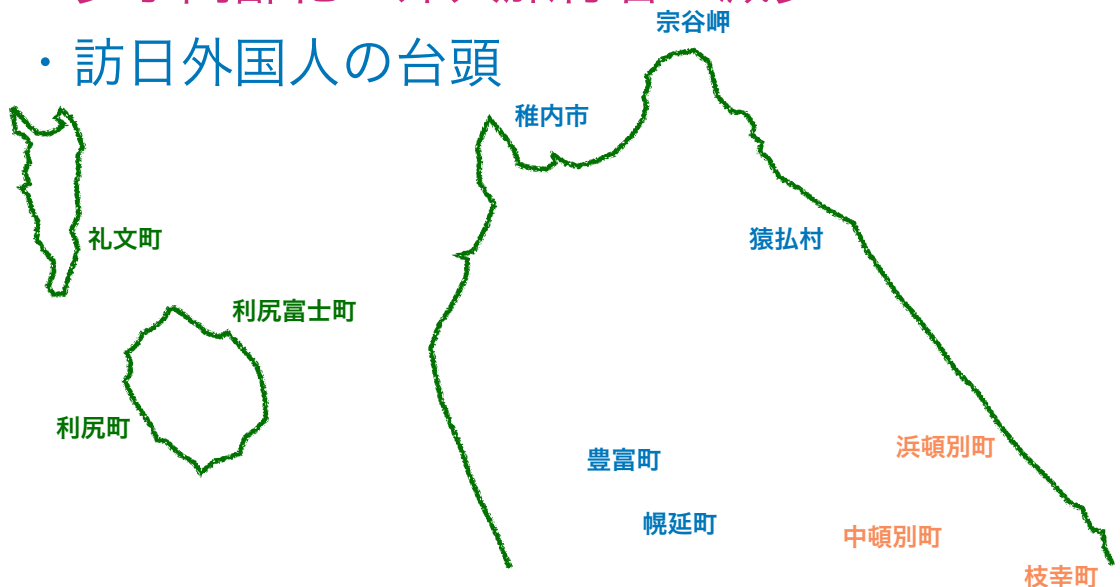 ・訪日外国人の台頭
宗谷岬
稚内市
礼文町
猿払村
利尻富士町
利尻町
浜頓別町
豊富町
幌延町
中頓別町
枝幸町